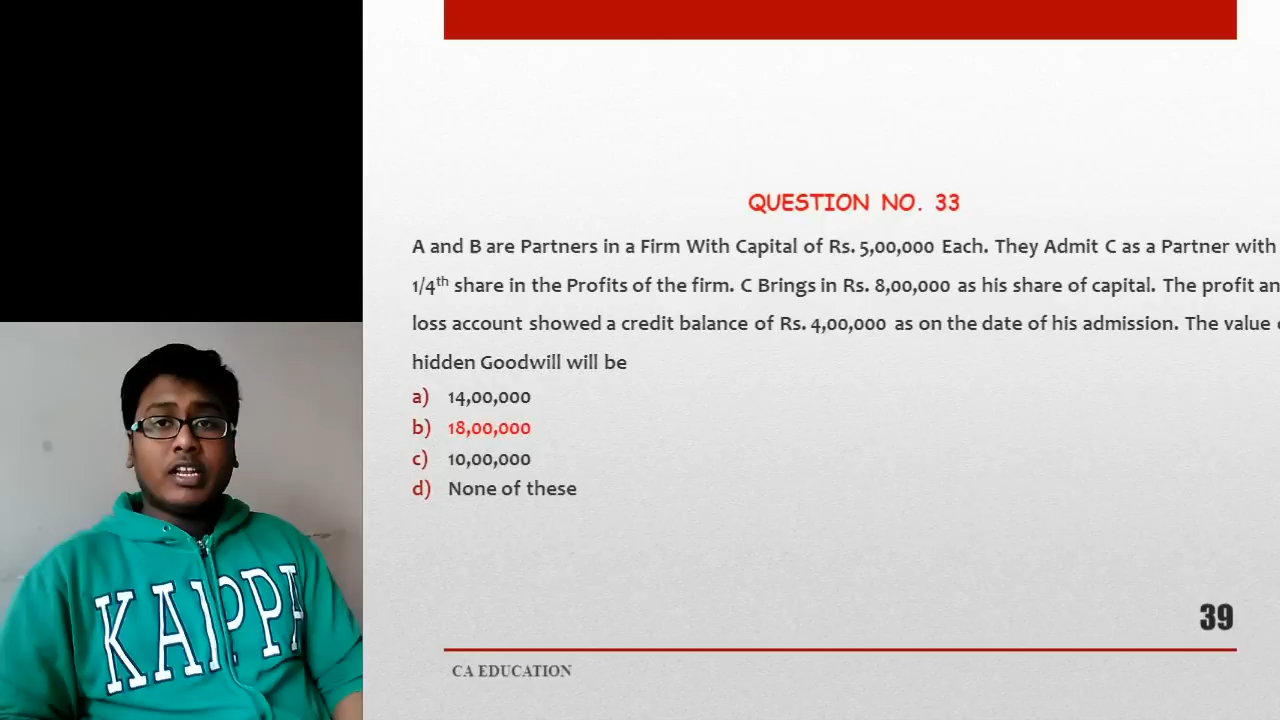 QUESTION NO. 33
A and B are Partners in a Firm With Capital of Rs. 5,00,000 Each. They Admit C as a Partner with
1/4th share in the Profits of the firm. C Brings in Rs. 8,00,000 as his share of capital. The profit an
loss account showed a credit balance of Rs. 4,00,000 as on the date of his admission. The value
hidden Goodwill will be
a) 14,00,000
b) 18,00,000
c) 10,00,000
d) None of these
KAPPA
39
CA EDUCATION